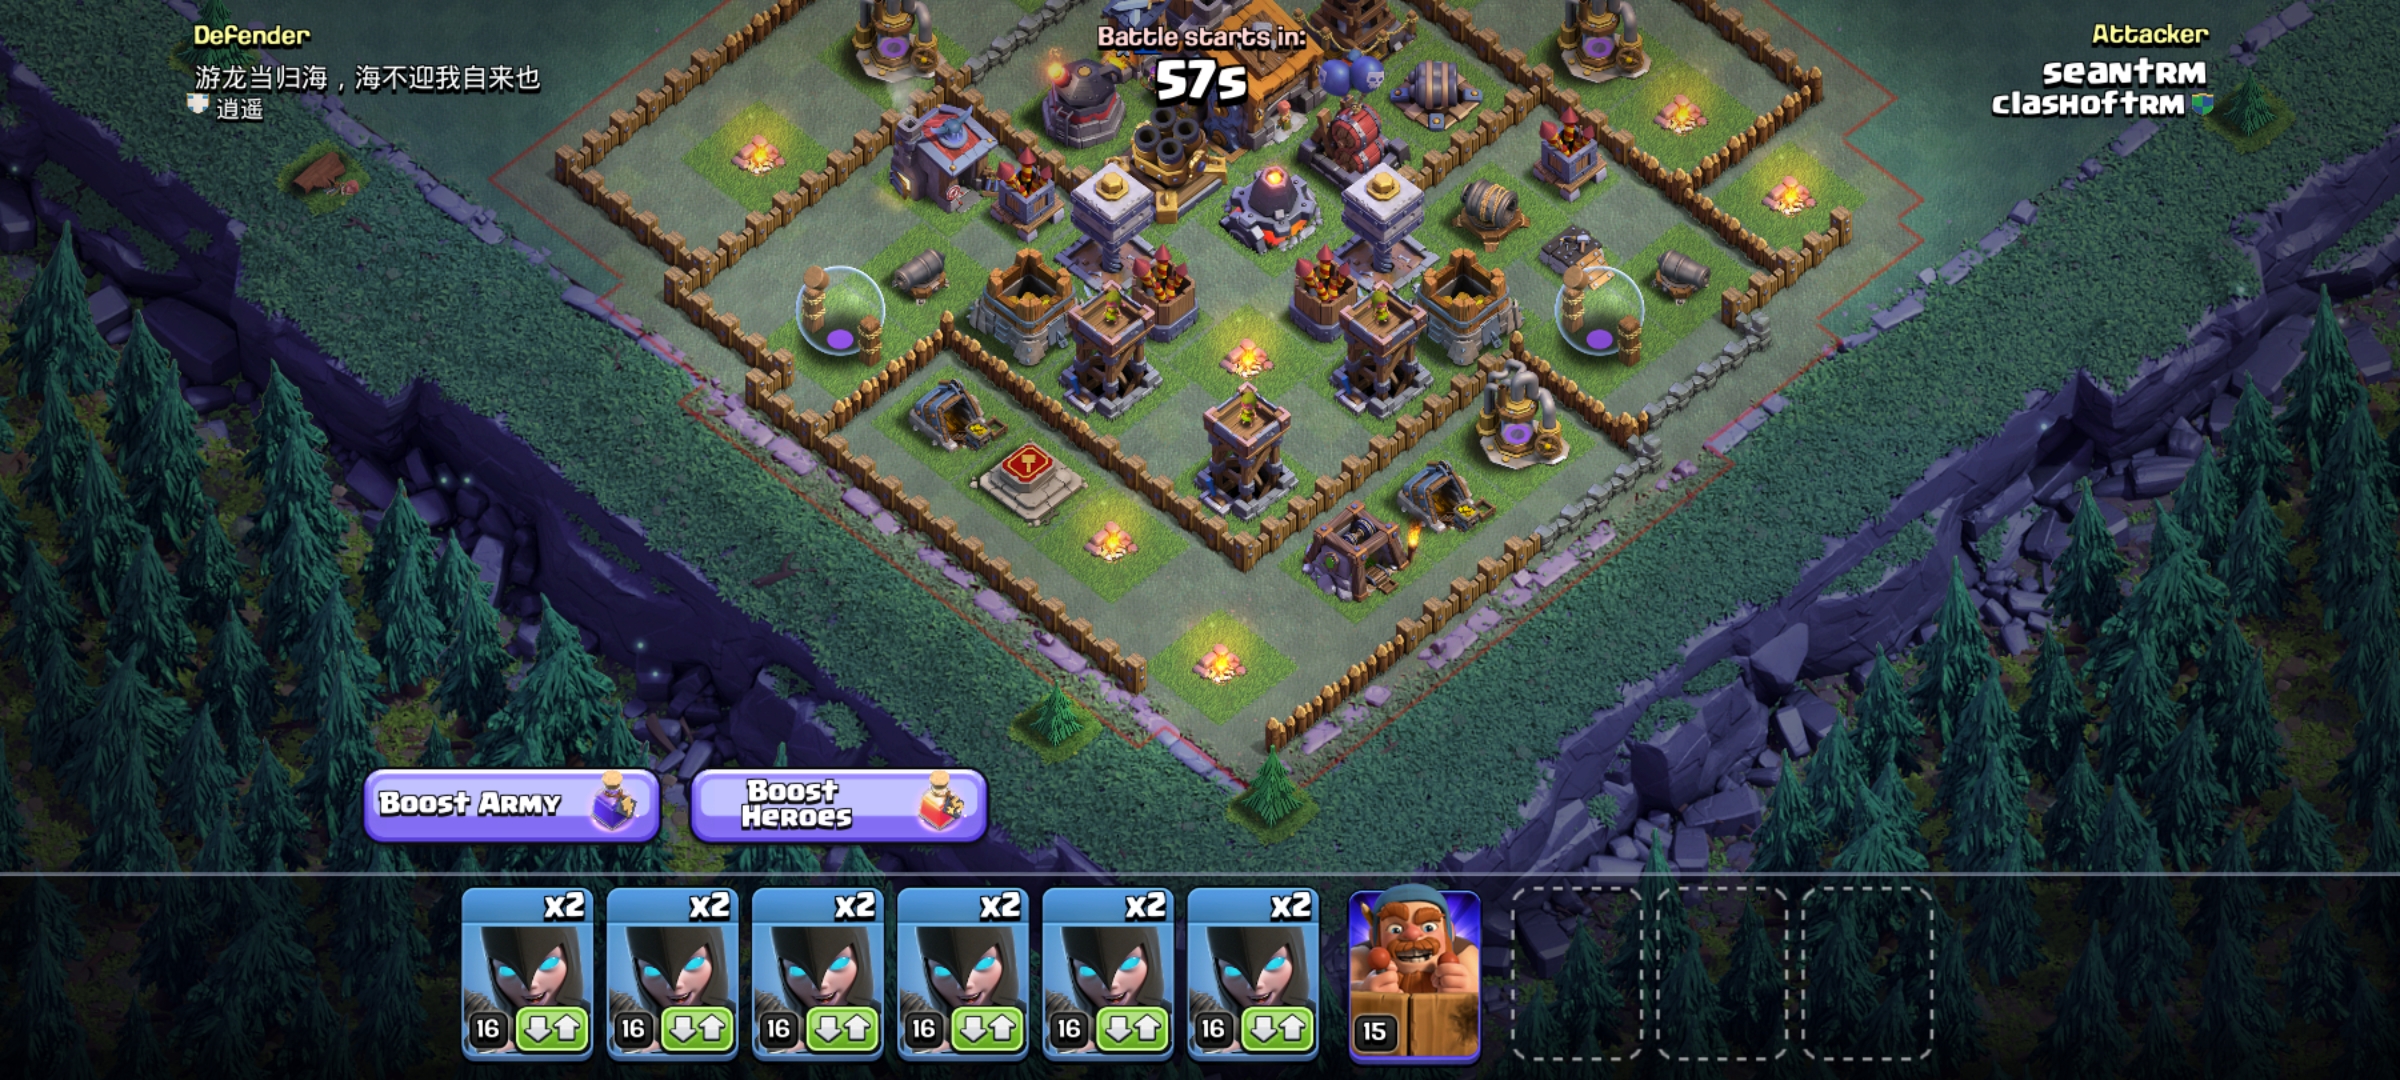 Defender
游龙当归海，海不迎我自来也
逍遥
Battle starts in:
57s
Attacker
seantRM
clashoftRM
Boost Army
Boost
Heroes
x2
x2
x2
x2
x2
x2
16
16
16
16
16
16
15